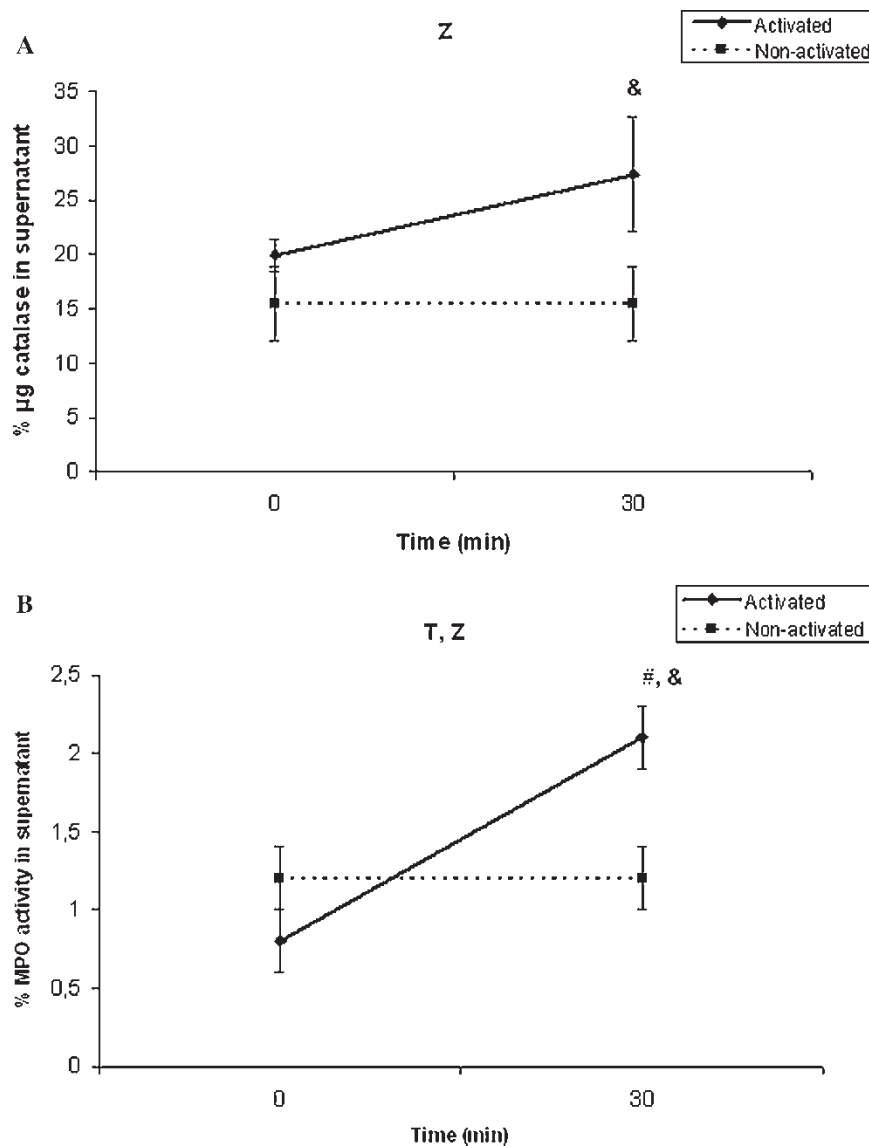 A
Z
Activated
Non-activated
&
% µg catalase in supernatant
35
30
25
20
15
10
5
0
0 30
Time (min)
B
T, Z
Activated
Non-activated
#, &
% MPO activity in supernatant
2,5
2
1,5
1
0,5
0
0 30
Time (min)